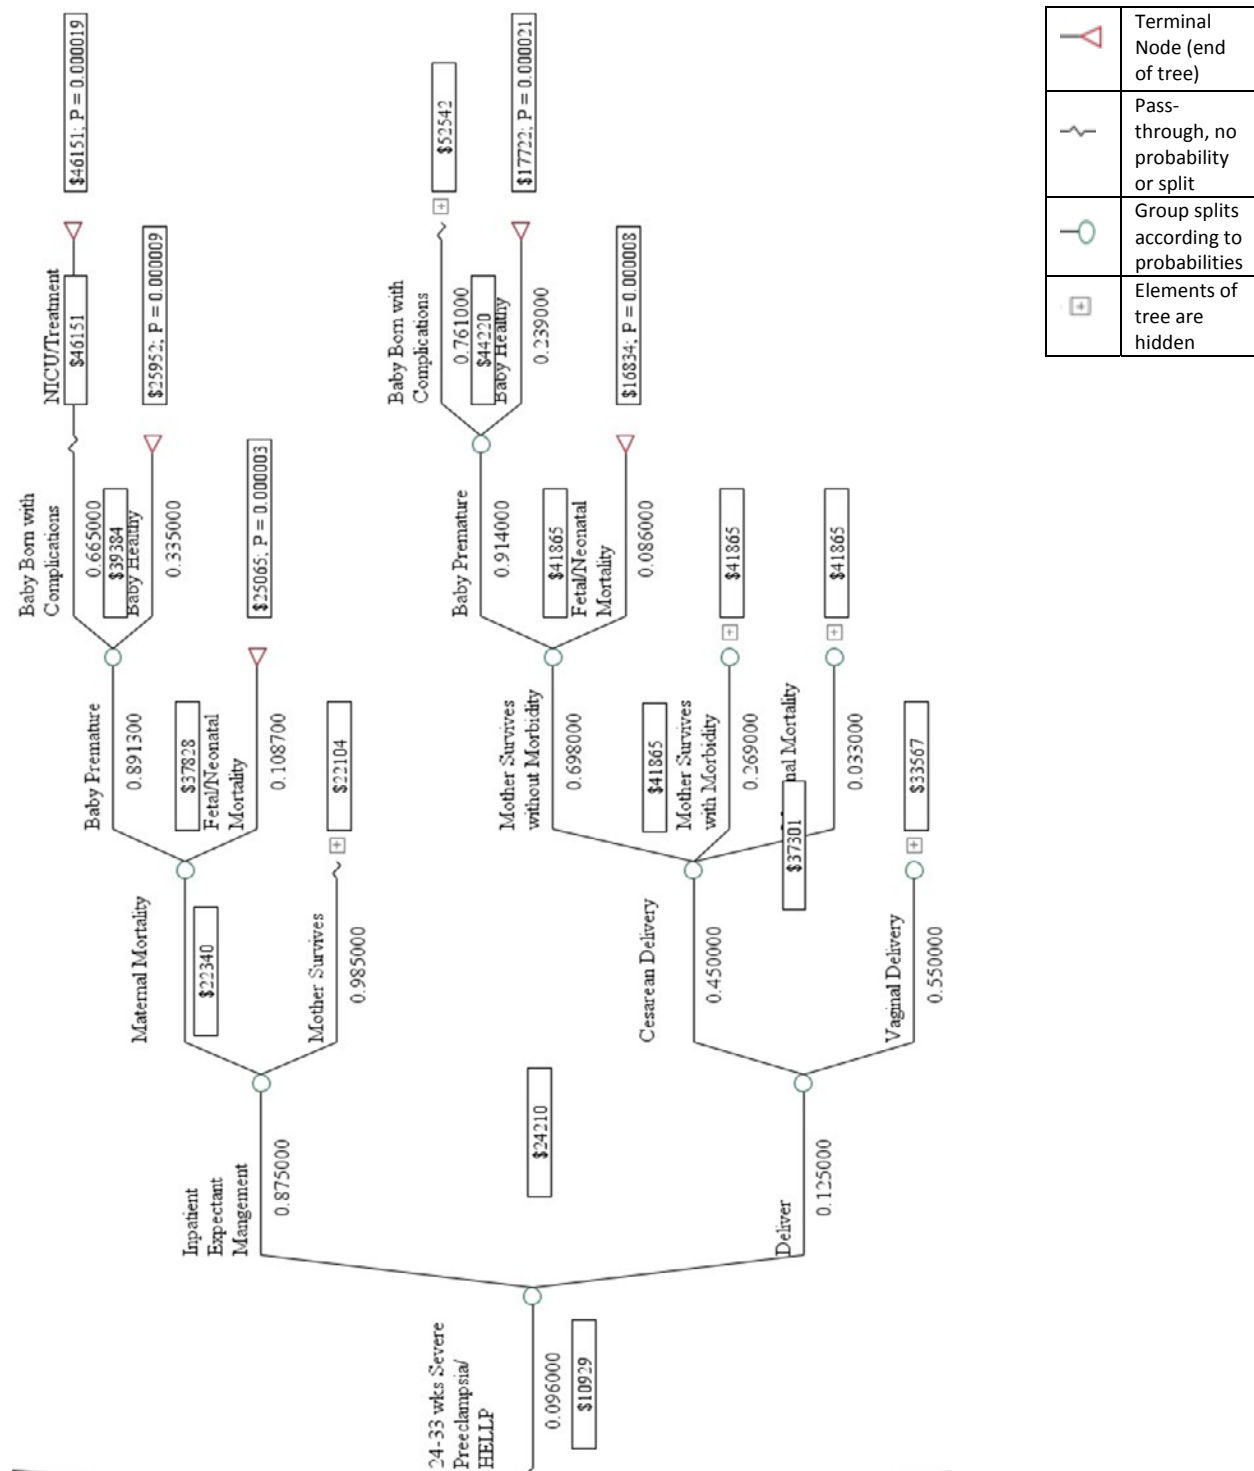 24-33 wks Severe
Preeclampsia/
HELLP
0.096000
$10929
Inpatient
Expectant
Mangement
0.875000
$24210
Deliver
0.125000
Maternal Mortality
$22340
Mother Survives
0.985000
Cesarean Delivery
0.450000
$37301
Vaginal Delivery
0.550000
Baby Premature
0.891300
$37828
Fetal/Neonatal
Mortality
0.108700
$22104
Mother Survives
without Morbidity
0.698000
$41865
Mother Survives
with Morbidity
0.269000
nal Mortality
0.033000
$33567
Baby Born with
Complications
0.665000
$39384
Baby Healthy
0.335000
$25065; P = 0.000003
Baby Premature
0.914000
$41865
Fetal/Neonatal
Mortality
0.086000
$41865
$41865
NICU/Treatment
$46151
$25952; P = 0.000009
Baby Born with
Complications
0.761000
$44220
Baby Healthy
0.239000
$16834; P = 0.000008
$46151; P = 0.000019
$52542
$17722; P = 0.000021
Terminal
Node (end
of tree)
Pass-
through, no
probability
or split
Group splits
according to
probabilities
Elements of
tree are
hidden